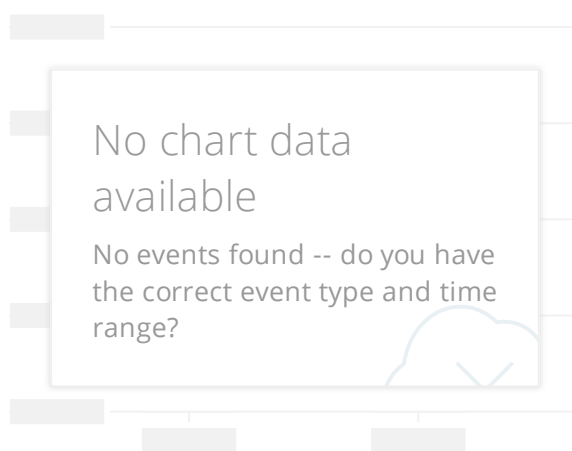 No chart data
available
No events found -- do you have
the correct event type and time
range?